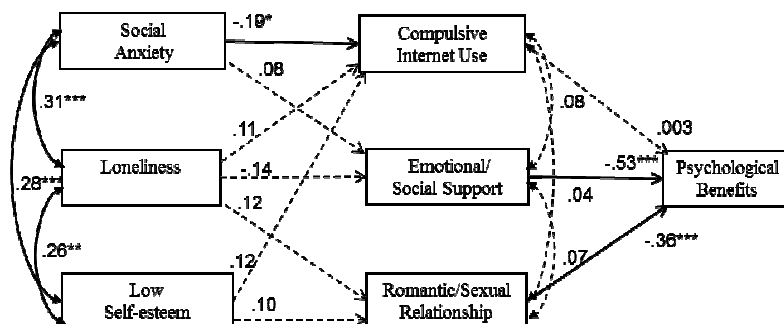 -.19*
Social
Anxiety
Compulsive
Internet Use
.08
.31***
.11
.08
.003
Loneliness
-.14
Emotional/
Social Support
-.53***
Psychological
Benefits
.28***
.12
.04
.26**
-.36***
.12
.07
Low
Self-esteem
.10
Romantic/Sexual
Relationship